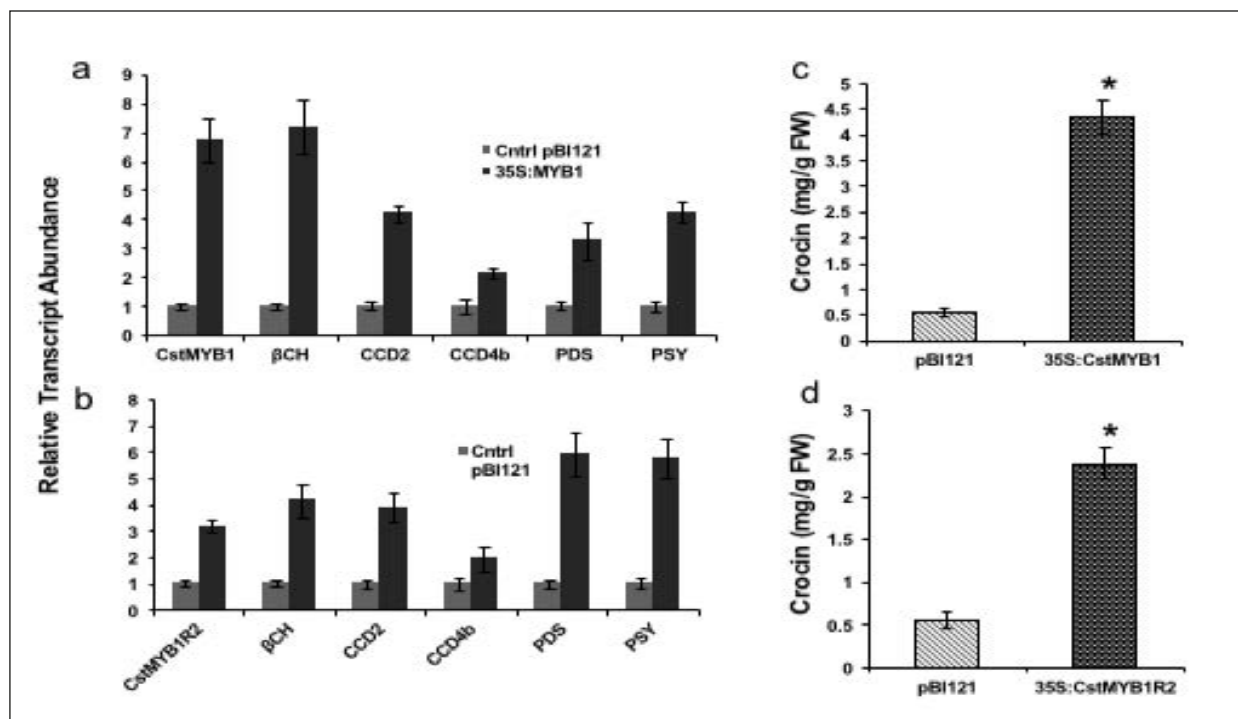 a
9
8
7
6
5
4
3
2
1
0
Cntrl pBI121
35S:MYB1
CstMYB1 βCH CCD2 CCD4b PDS PSY
Relative Transcript Abundance
b
8
7
6
5
4
3
2
1
0
Cntrl
pBI121
CstMYB1R2 βCH CCD2 CCD4b PDS PSY
c
Crocin (mg/g FW)
5
4.5
4
3.5
3
2.5
2
1.5
1
0.5
0
*
pBI121 35S:CstMYB1
d
Crocin (mg/g FW)
3
2.5
2
1.5
1
0.5
0
*
pBI121 35S:CstMYB1R2